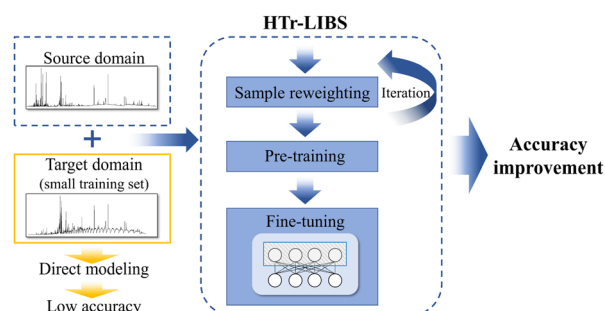 HTr-LIBS
Source domain
+
Target domain
(small training set)
Direct modeling
Low accuracy
Sample reweighting
Iteration
Pre-training
Fine-tuning
Accuracy
improvement